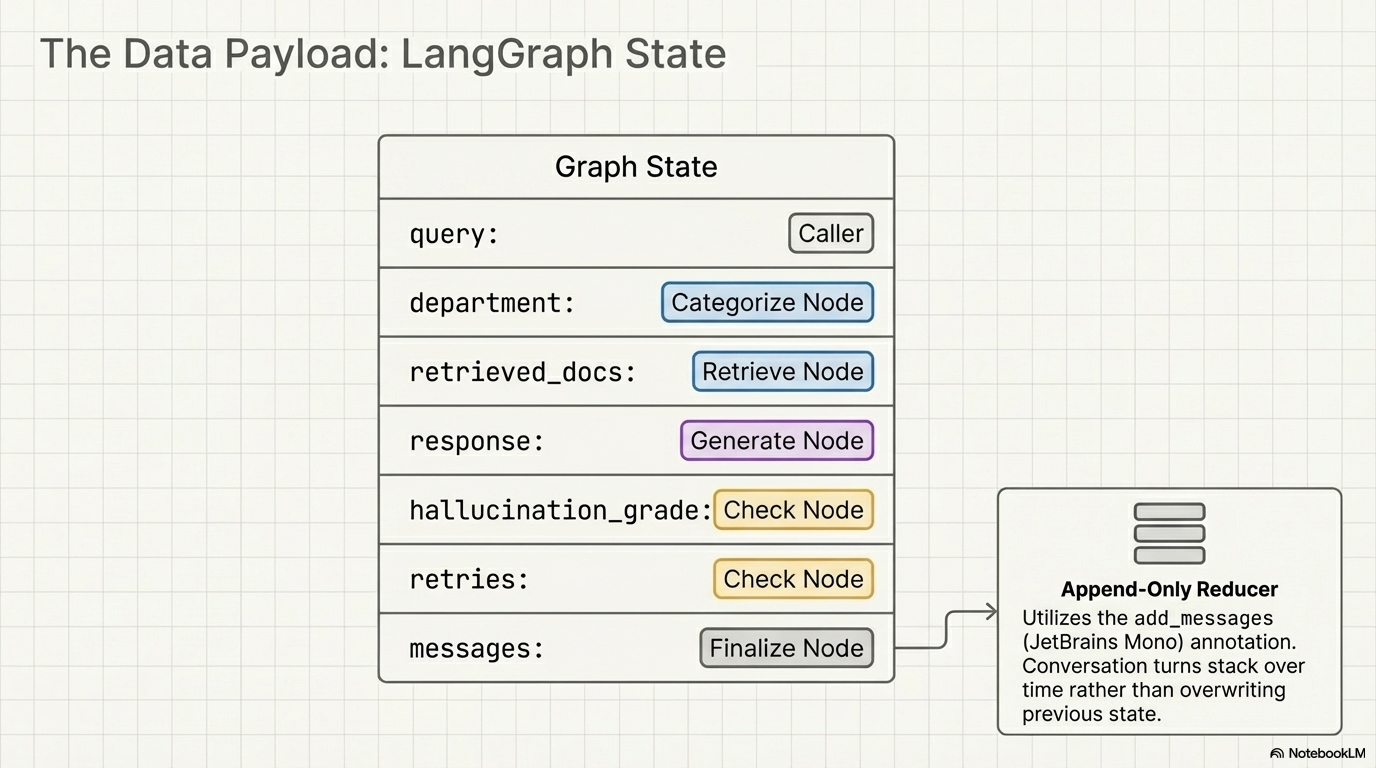 The Data Payload: LangGraph State
Graph State
query: Caller
department: Categorize Node
retrieved_docs: Retrieve Node
response: Generate Node
hallucination_grade: Check Node
retries: Check Node
messages: Finalize Node
Append-Only Reducer
Utilizes the add_messages
(JetBrains Mono) annotation.
Conversation turns stack over
time rather than overwriting
previous state.
NotebookLM